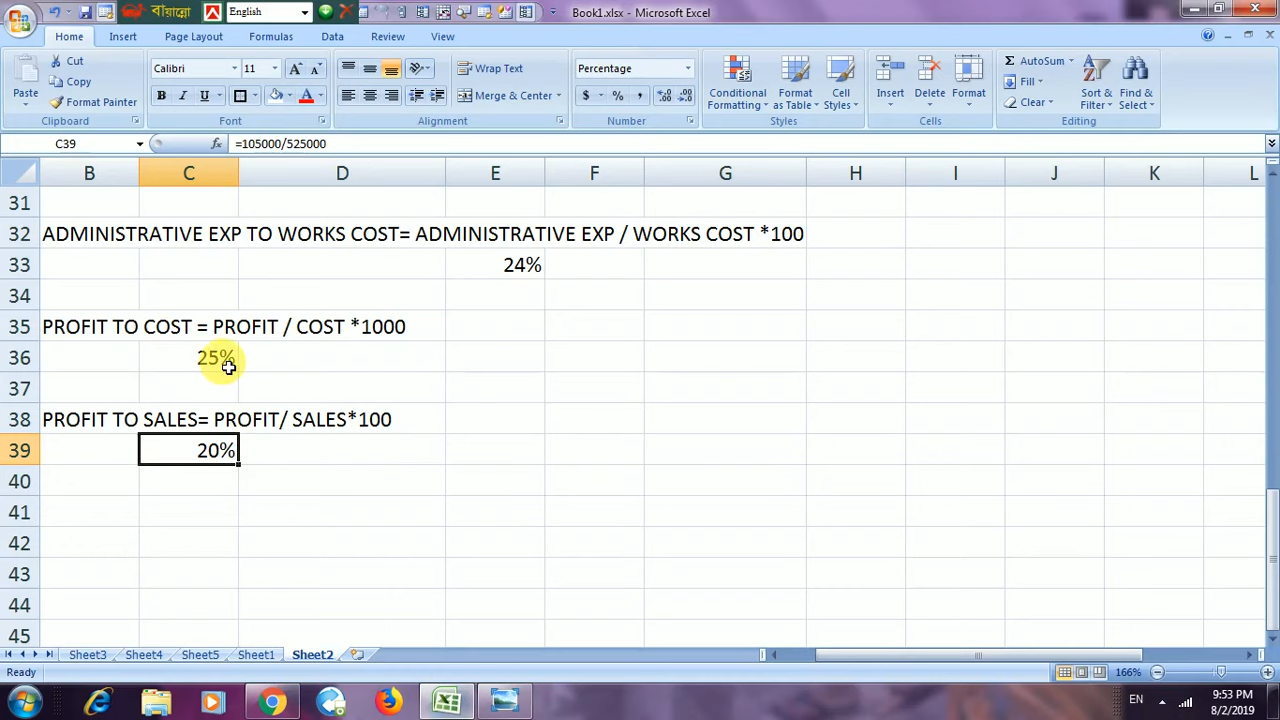 বায়ান্নো English Book1.xlsx - Microsoft Excel
Home Insert Page Layout Formulas Data Review View
Cut Calibri 11 Wrap Text Percentage AutoSum
Copy Fill
Paste Format Painter Merge & Center Conditional Formatting Format as Table Cell Styles Insert Delete Format Clear Sort & Filter Find & Select
Clipboard Font Alignment Number Styles Cells Editing
C39 fx =105000/525000
B C D E F G H I J K L
31
32 ADMINISTRATIVE EXP TO WORKS COST= ADMINISTRATIVE EXP / WORKS COST *100
33 24%
34
35 PROFIT TO COST = PROFIT / COST *1000
36 25%
37
38 PROFIT TO SALES= PROFIT/ SALES*100
39 20%
40
41
42
43
44
45
Sheet3 Sheet4 Sheet5 Sheet1 Sheet2
Ready 166%
EN 9:53 PM
8/2/2019